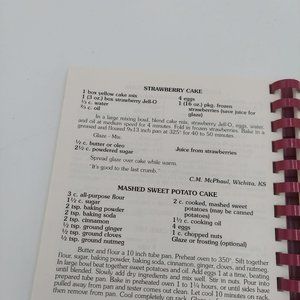 STRAWBERRY CAKE
1 box yellow cake mix
1 (3 oz.) box strawberry Jell-O
⅔ c. water
⅔ c. oil
4 eggs
1 (16 oz.) pkg. frozen
strawberries (save juice for
glaze)
In a large mixing bowl, blend cake mix, strawberry Jell-O, eggs, water,
and oil at medium speed for 4 minutes. Fold in frozen strawberries. Bake in a
greased and floured 9x13 inch pan at 325° for 40 to 50 minutes.
Glaze - Mix:
½ c. butter or oleo
2½ c. powdered sugar
Juice from strawberries
Spread glaze over cake while warm.
"It's good to the last crumb."
C.M. McPhaul, Wichita, KS
MASHED SWEET POTATO CAKE
3 c. all-purpose flour
1½ c. sugar
2 tsp. baking powder
2 tsp. baking soda
2 tsp. cinnamon
½ tsp. ground ginger
½ tsp. ground cloves
½ tsp. ground nutmeg
2 c. cooked, mashed sweet
potatoes (may be canned
potatoes)
1½ c. cooking oil
4 eggs
1 c. chopped nuts
Glaze or frosting (optional)
Butter and flour a 10 inch tube pan. Preheat oven to 350°. Sift together
flour, sugar, baking powder, baking soda, cinnamon, ginger, cloves, and nutmeg.
In large bowl beat together sweet potatoes and oil. Add eggs 1 at a time, beating
until blended. Slowly add dry ingredients and mix well. Stir in nuts. Pour into
prepared tube pan. Bake in preheated oven 1 to 1¼ hours, or until sides have
pulled away from pan and tester comes out clean. Let cool 10 minutes on rack
then remove from pan. Cool completely on rack.